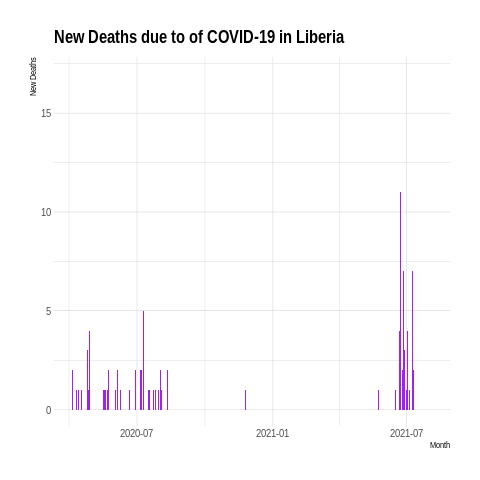 New Deaths due to of COVID-19 in Liberia
New Deaths
15
10
5
0
2020-07
2021-01
2021-07
Month